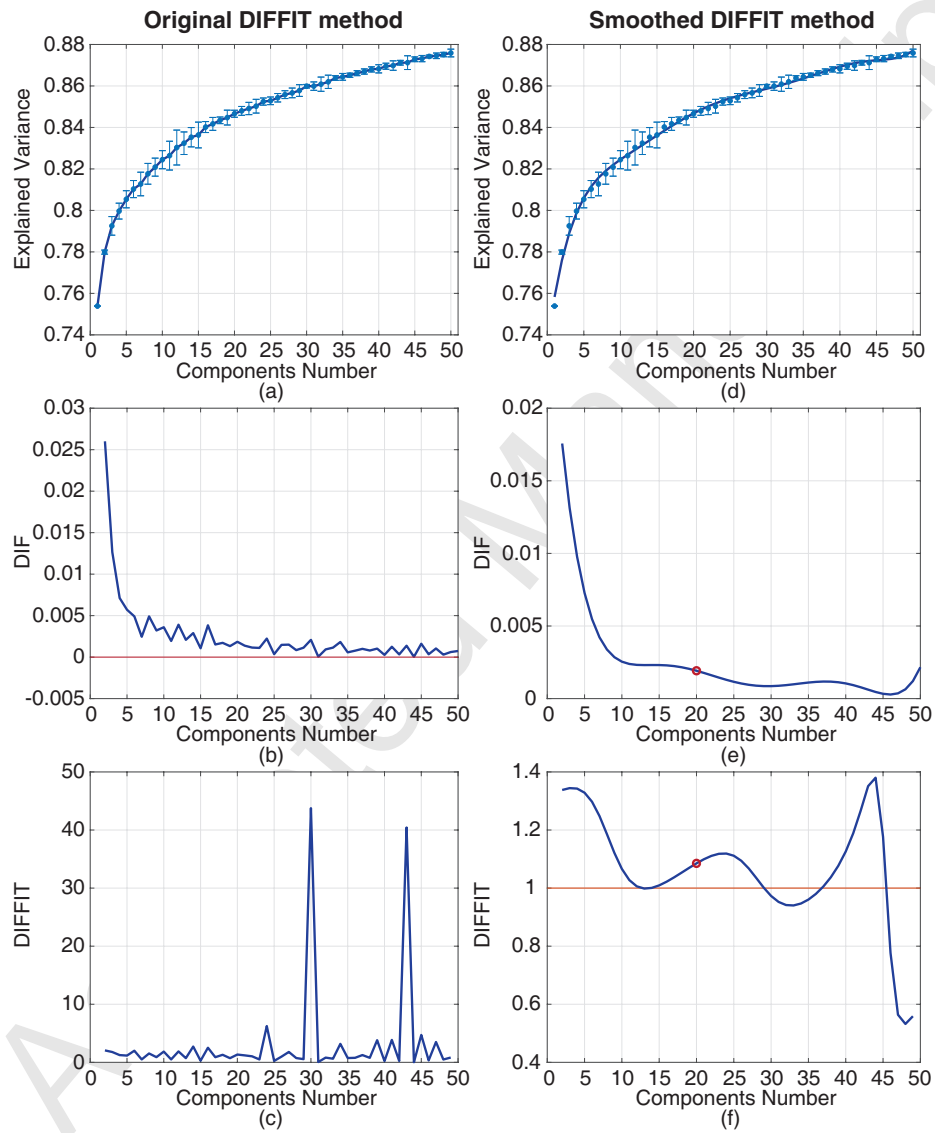 Original DIFFIT method
Smoothed DIFFIT method
0.88
0.86
0.84
0.82
0.8
0.78
0.76
0.74
Explained Variance
0 5 10 15 20 25 30 35 40 45 50
Components Number
(a)
0.88
0.86
0.84
0.82
0.8
0.78
0.76
0.74
Explained Variance
0 5 10 15 20 25 30 35 40 45 50
Components Number
(d)
0.03
0.025
0.02
0.015
0.01
0.005
0
-0.005
DIF
0 5 10 15 20 25 30 35 40 45 50
Components Number
(b)
0.02
0.015
0.01
0.005
0
DIF
0 5 10 15 20 25 30 35 40 45 50
Components Number
(e)
50
40
30
20
10
0
DIFFIT
0 5 10 15 20 25 30 35 40 45 50
Components Number
(c)
1.4
1.2
1
0.8
0.6
0.4
DIFFIT
0 5 10 15 20 25 30 35 40 45 50
Components Number
(f)